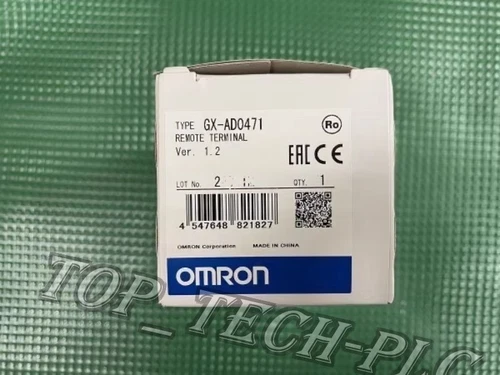 TYPE GX-AD0471
REMOTE TERMINAL
Ver. 1.2
Ro
EAC CE
LOT No. QTY. 1
4 547648 821827
OMRON Corporation MADE IN CHINA
OMRON
TOP_TECH-PLC